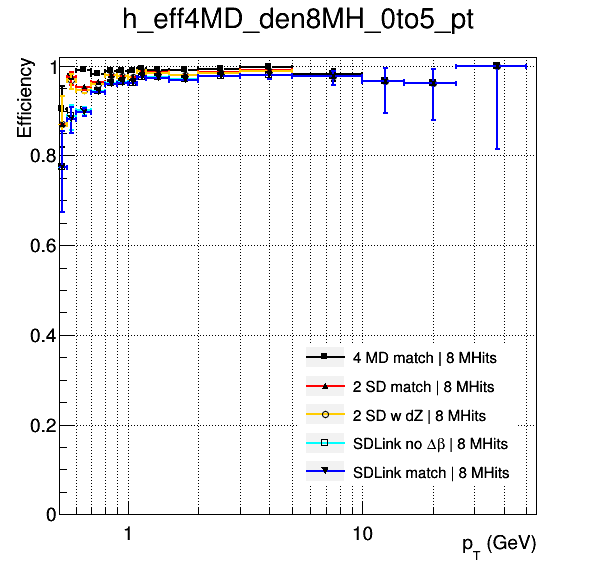 h_eff4MD_den8MH_0to5_pt
Efficiency
1
0.8
0.6
0.4
0.2
0
4 MD match | 8 MHits
2 SD match | 8 MHits
2 SD w dZ | 8 MHits
SDLink no Δβ | 8 MHits
SDLink match | 8 MHits
1
10
p_T (GeV)